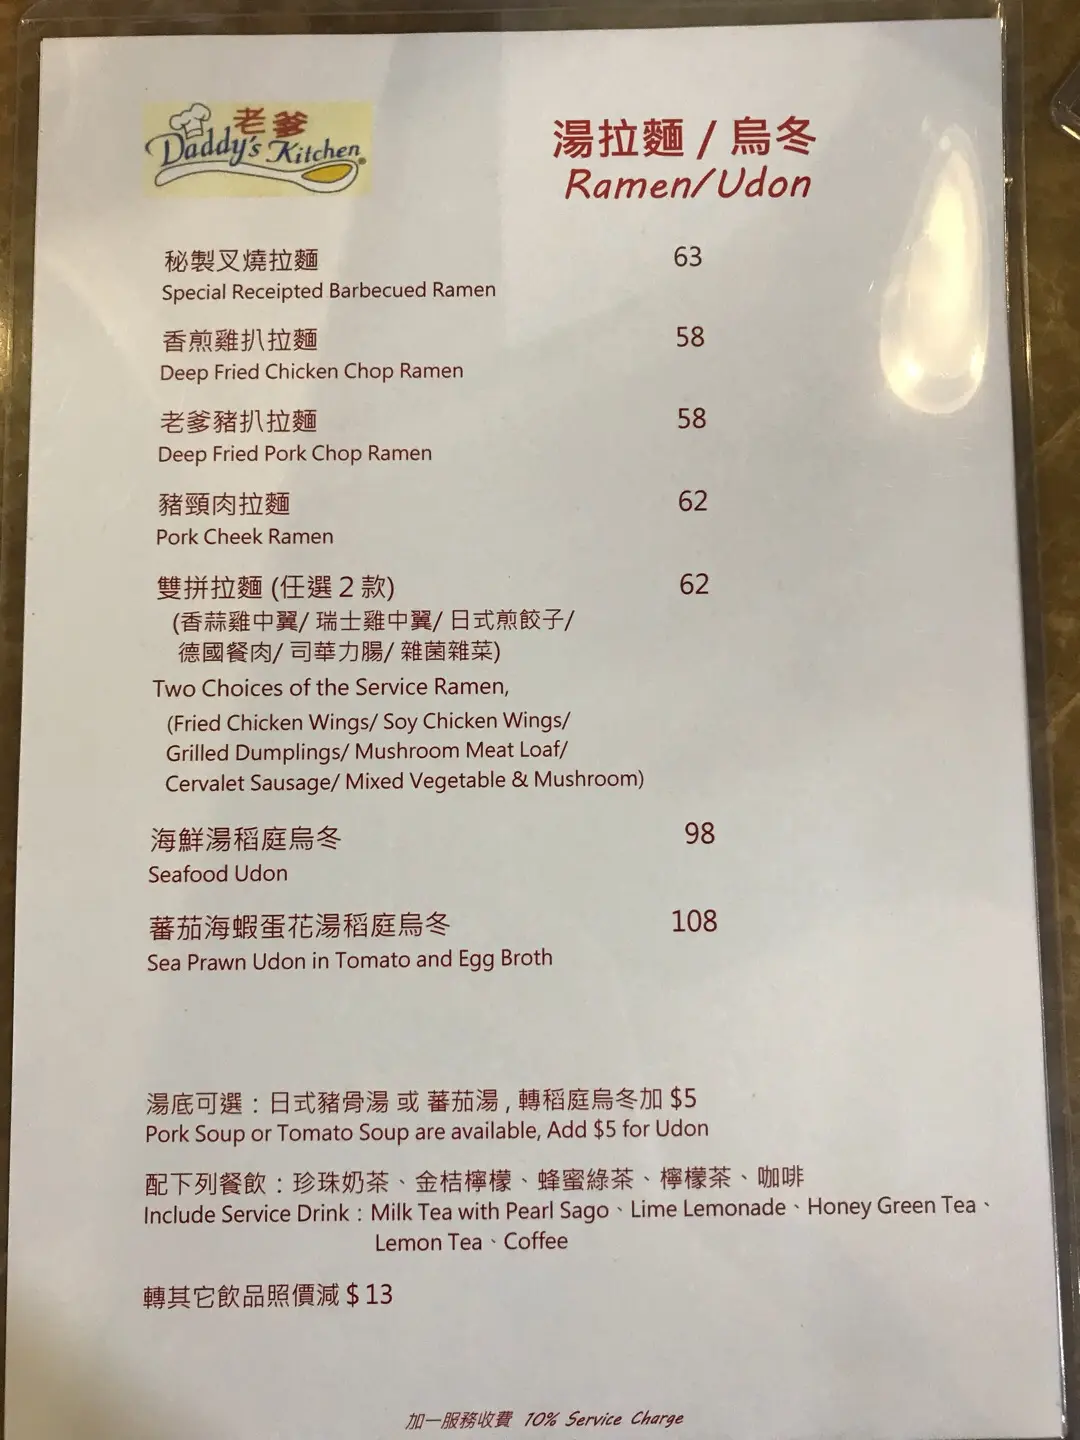 老爹
Daddy's Kitchen
湯拉麵 / 烏冬
Ramen/Udon
秘製叉燒拉麵 63
Special Receipted Barbecued Ramen
香煎雞扒拉麵 58
Deep Fried Chicken Chop Ramen
老爹豬扒拉麵 58
Deep Fried Pork Chop Ramen
豬頸肉拉麵 62
Pork Cheek Ramen
雙拼拉麵 (任選 2 款) 62
(香蒜雞中翼/ 瑞士雞中翼/ 日式煎餃子/
德國餐肉/ 司華力腸/ 雜菌雜菜)
Two Choices of the Service Ramen,
(Fried Chicken Wings/ Soy Chicken Wings/
Grilled Dumplings/ Mushroom Meat Loaf/
Cervalet Sausage/ Mixed Vegetable & Mushroom)
海鮮湯稻庭烏冬 98
Seafood Udon
蕃茄海蝦蛋花湯稻庭烏冬 108
Sea Prawn Udon in Tomato and Egg Broth
湯底可選：日式豬骨湯 或 蕃茄湯 , 轉稻庭烏冬加 $5
Pork Soup or Tomato Soup are available, Add $5 for Udon
配下列餐飲：珍珠奶茶、金桔檸檬、蜂蜜綠茶、檸檬茶、咖啡
Include Service Drink：Milk Tea with Pearl Sago、Lime Lemonade、Honey Green Tea、
Lemon Tea、Coffee
轉其它飲品照價減 $ 13
加一服務收費 10% Service Charge